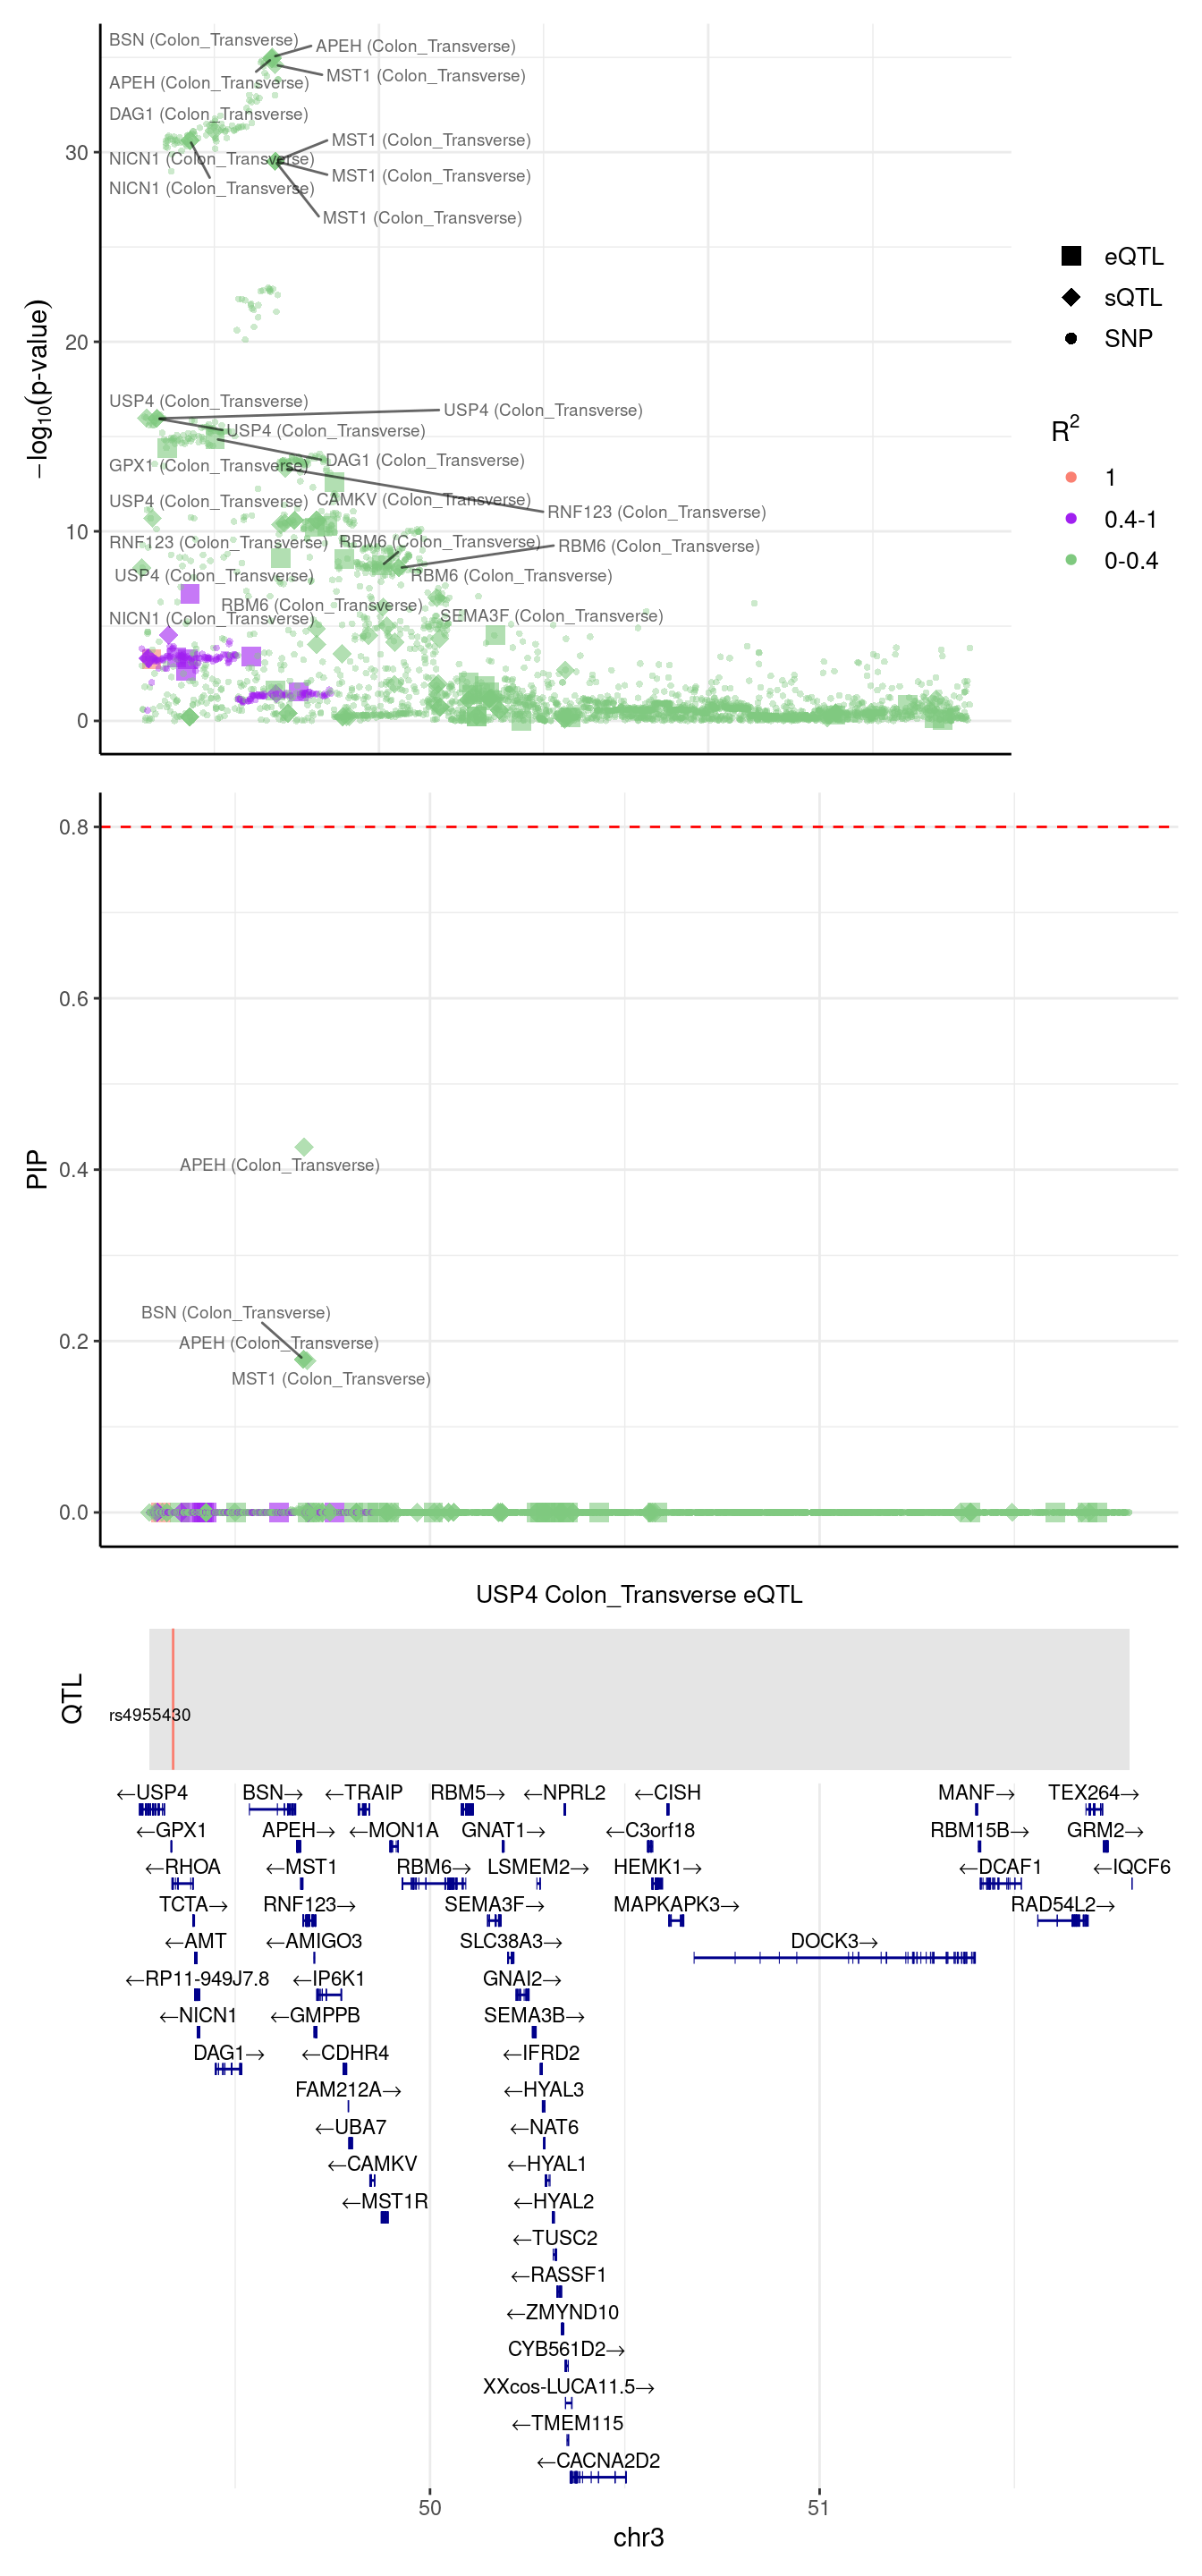 BSN (Colon_Transverse)
APEH (Colon_Transverse)
MST1 (Colon_Transverse)
APEH (Colon_Transverse)
DAG1 (Colon_Transverse)
MST1 (Colon_Transverse)
NICN1 (Colon_Transverse)
MST1 (Colon_Transverse)
NICN1 (Colon_Transverse)
MST1 (Colon_Transverse)
USP4 (Colon_Transverse)
USP4 (Colon_Transverse)
USP4 (Colon_Transverse)
DAG1 (Colon_Transverse)
GPX1 (Colon_Transverse)
CAMKV (Colon_Transverse)
USP4 (Colon_Transverse)
RNF123 (Colon_Transverse)
RNF123 (Colon_Transverse)
RBM6 (Colon_Transverse)
RBM6 (Colon_Transverse)
USP4 (Colon_Transverse)
RBM6 (Colon_Transverse)
RBM6 (Colon_Transverse)
NICN1 (Colon_Transverse)
SEMA3F (Colon_Transverse)
30
20
10
0
−log10(p-value)
eQTL
sQTL
SNP
R2
1
0.4-1
0-0.4
0.8
0.6
0.4
0.2
0.0
PIP
APEH (Colon_Transverse)
BSN (Colon_Transverse)
APEH (Colon_Transverse)
MST1 (Colon_Transverse)
USP4 Colon_Transverse eQTL
QTL
rs4955430
←USP4 BSN→ ←TRAIP RBM5→ ←NPRL2 ←CISH MANF→ TEX264→
←GPX1 APEH→ ←MON1A GNAT1→ ←C3orf18 RBM15B→ GRM2→
←RHOA ←MST1 RBM6→ LSMEM2→ HEMK1→ ←DCAF1 ←IQCF6
TCTA→ RNF123→ SEMA3F→ MAPKAPK3→ RAD54L2→
←AMT ←AMIGO3 SLC38A3→ DOCK3→
←RP11-949J7.8 ←IP6K1 GNAI2→
←NICN1 ←GMPPB SEMA3B→
DAG1→ ←CDHR4 ←IFRD2
FAM212A→ ←HYAL3
←UBA7 ←NAT6
←CAMKV ←HYAL1
←MST1R ←HYAL2
←TUSC2
←RASSF1
←ZMYND10
CYB561D2→
XXcos-LUCA11.5→
←TMEM115
←CACNA2D2
50 51
chr3